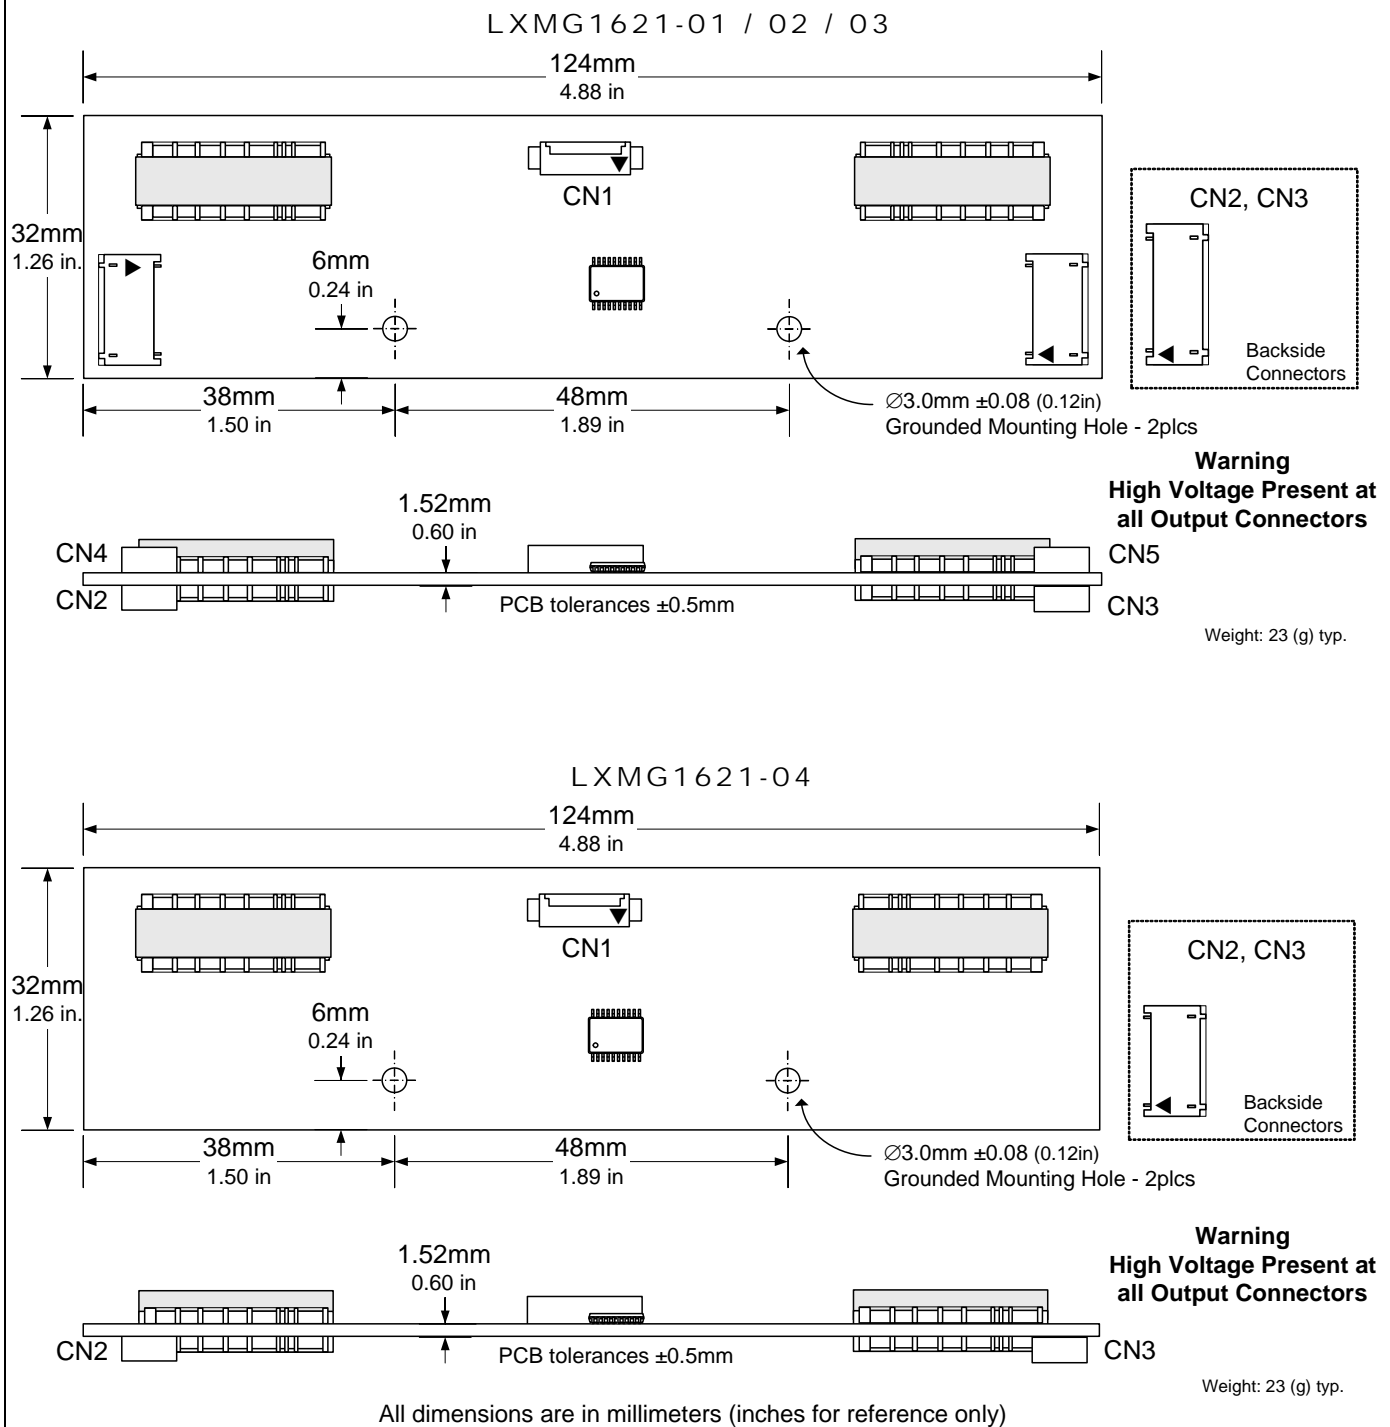 LXMG1621-01 / 02 / 03
124mm
4.88 in
CN1
CN2, CN3
32mm
1.26 in.
6mm
0.24 in
Backside
Connectors
38mm
1.50 in
48mm
1.89 in
∅3.0mm ±0.08 (0.12in)
Grounded Mounting Hole - 2plcs
Warning
High Voltage Present at
all Output Connectors
1.52mm
0.60 in
CN4
CN5
CN2
PCB tolerances ±0.5mm
CN3
Weight: 23 (g) typ.
LXMG1621-04
124mm
4.88 in
CN1
CN2, CN3
32mm
1.26 in.
6mm
0.24 in
Backside
Connectors
38mm
1.50 in
48mm
1.89 in
∅3.0mm ±0.08 (0.12in)
Grounded Mounting Hole - 2plcs
Warning
High Voltage Present at
all Output Connectors
1.52mm
0.60 in
CN2
PCB tolerances ±0.5mm
CN3
Weight: 23 (g) typ.
All dimensions are in millimeters (inches for reference only)